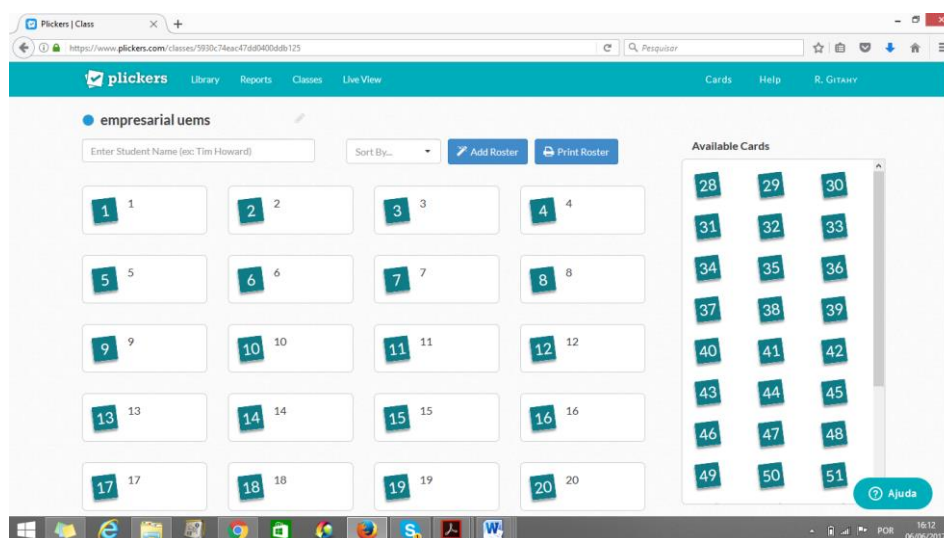 Plickers | Class
https://www.plickers.com/classes/5930c74eac47dd0400ddb125
Pesquisar
plickers Library Reports Classes Live View Cards Help R. GITAHY
empresarial uems
Enter Student Name (ex: Tim Howard) Sort By... Add Roster Print Roster
Available Cards
1 1 2 2 3 3 4 4
5 5 6 6 7 7 8 8
9 9 10 10 11 11 12 12
13 13 14 14 15 15 16 16
17 17 18 18 19 19 20 20
28 29 30
31 32 33
34 35 36
37 38 39
40 41 42
43 44 45
46 47 48
49 50 51
Ajuda
POR
16:12